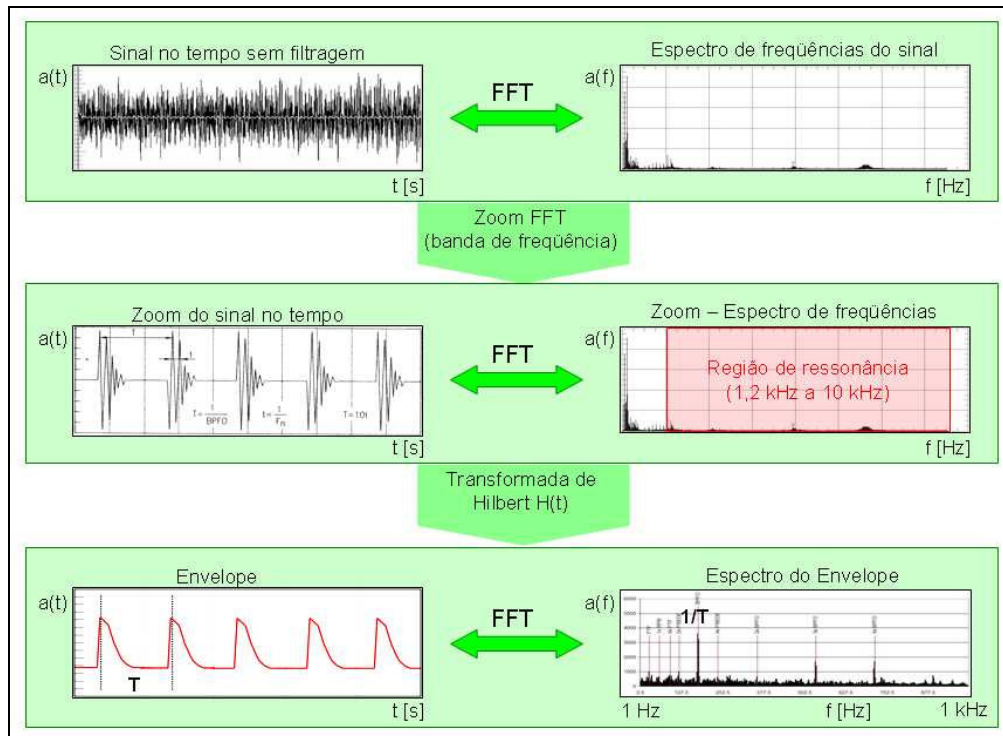 Sinal no tempo sem filtragem
a(t)
t [s]
FFT
Espectro de freqüências do sinal
a(f)
f [Hz]
Zoom FFT
(banda de freqüência)
Zoom do sinal no tempo
a(t)
t [s]
FFT
Zoom – Espectro de freqüências
a(f)
Região de ressonância
(1,2 kHz a 10 kHz)
f [Hz]
Transformada de
Hilbert H(t)
Envelope
a(t)
T
t [s]
FFT
Espectro do Envelope
a(f)
1/T
1 Hz
f [Hz]
1 kHz